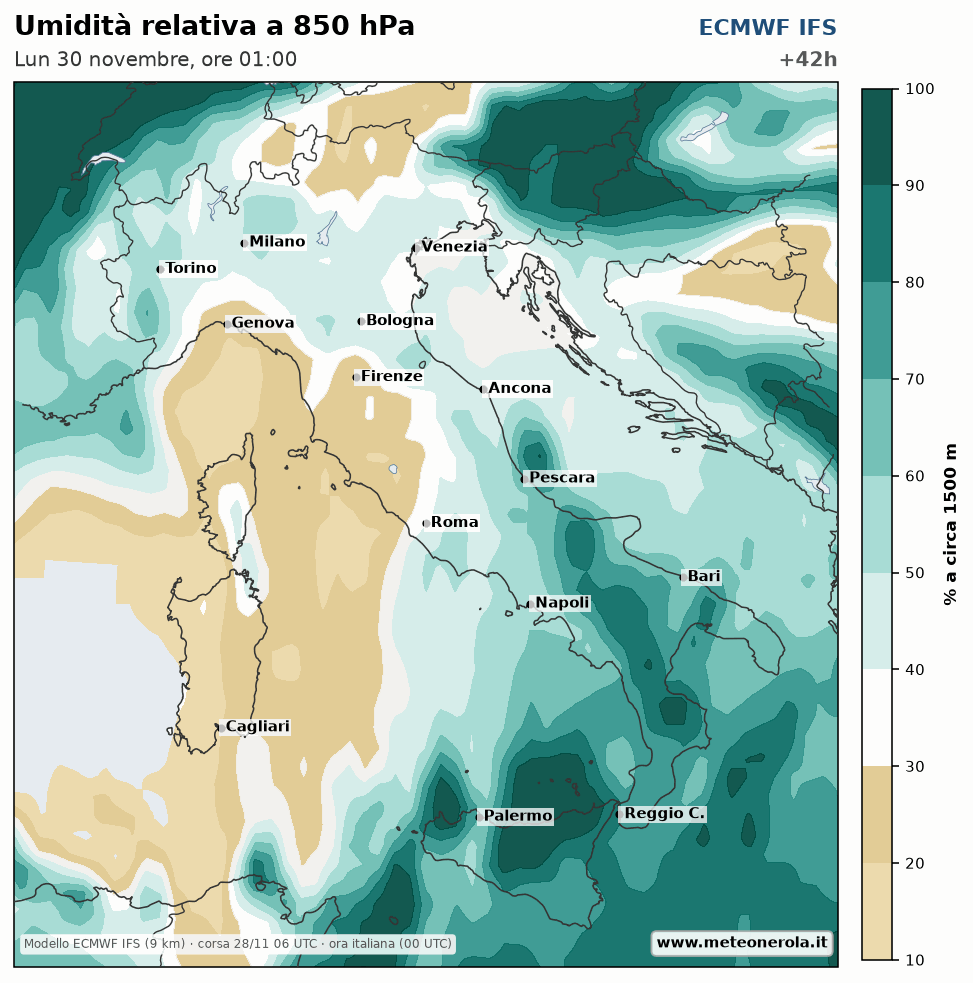 Umidità relativa a 850 hPa
ECMWF IFS
Lun 30 novembre, ore 01:00
+42h
Milano
Venezia
Torino
Genova
Bologna
Firenze
Ancona
Pescara
Roma
Bari
Napoli
Cagliari
Palermo
Reggio C.
100
90
80
70
60
50
40
30
20
10
% a circa 1500 m
Modello ECMWF IFS (9 km) · corsa 28/11 06 UTC · ora italiana (00 UTC)
www.meteonerola.it